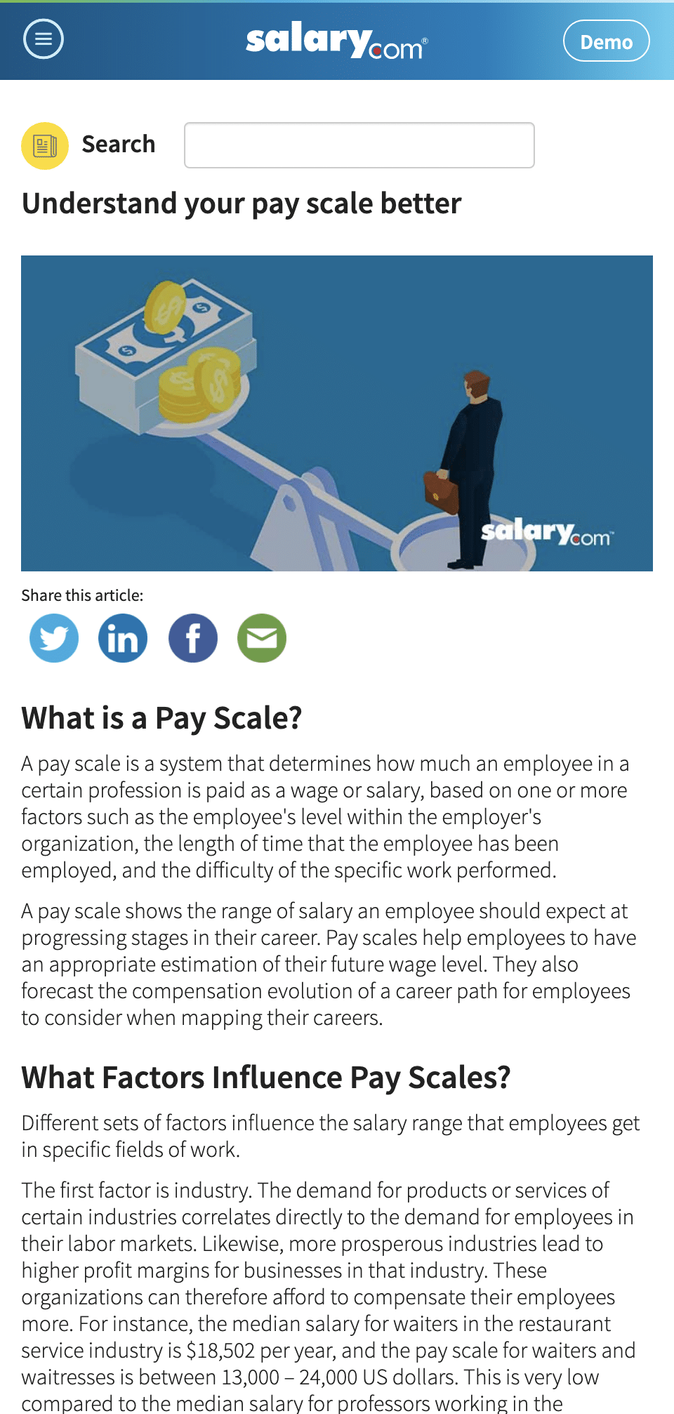 salary.com®
Demo
Search
Understand your pay scale better
salary.com™
Share this article:
What is a Pay Scale?
A pay scale is a system that determines how much an employee in a
certain profession is paid as a wage or salary, based on one or more
factors such as the employee's level within the employer's
organization, the length of time that the employee has been
employed, and the difficulty of the specific work performed.
A pay scale shows the range of salary an employee should expect at
progressing stages in their career. Pay scales help employees to have
an appropriate estimation of their future wage level. They also
forecast the compensation evolution of a career path for employees
to consider when mapping their careers.
What Factors Influence Pay Scales?
Different sets of factors influence the salary range that employees get
in specific fields of work.
The first factor is industry. The demand for products or services of
certain industries correlates directly to the demand for employees in
their labor markets. Likewise, more prosperous industries lead to
higher profit margins for businesses in that industry. These
organizations can therefore afford to compensate their employees
more. For instance, the median salary for waiters in the restaurant
service industry is $18,502 per year, and the pay scale for waiters and
waitresses is between 13,000 – 24,000 US dollars. This is very low
compared to the median salary for professors working in the